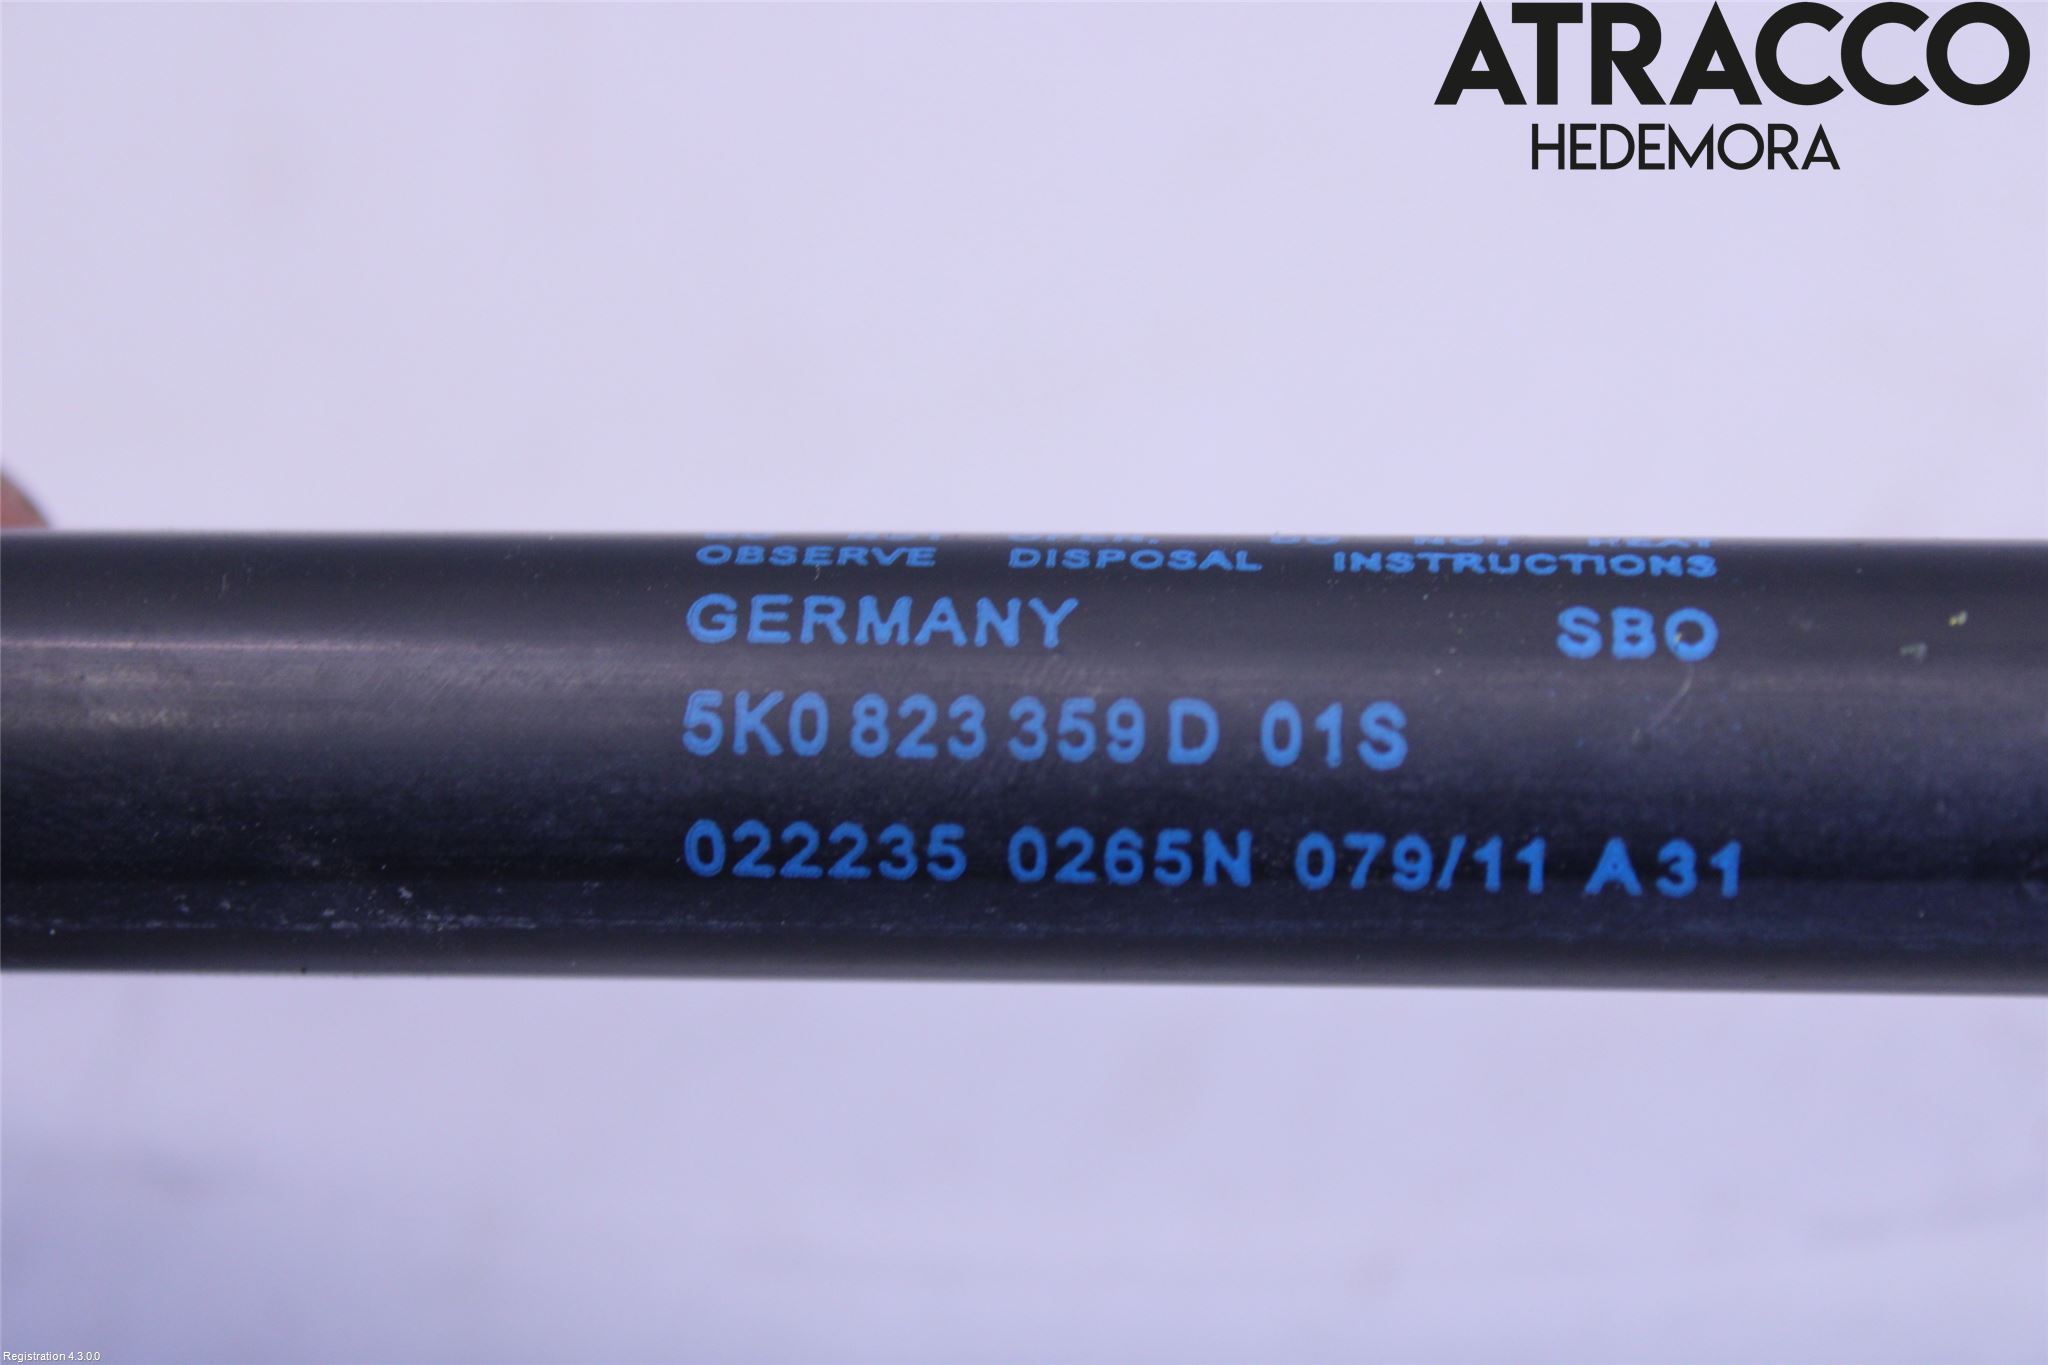 ATRACCO
HEDEMORA
OBSERVE DISPOSAL INSTRUCTIONS
GERMANY SBO
5K0 823 359 D 01S
022235 0265N 079/11 A31
Registration 4.3.0.0